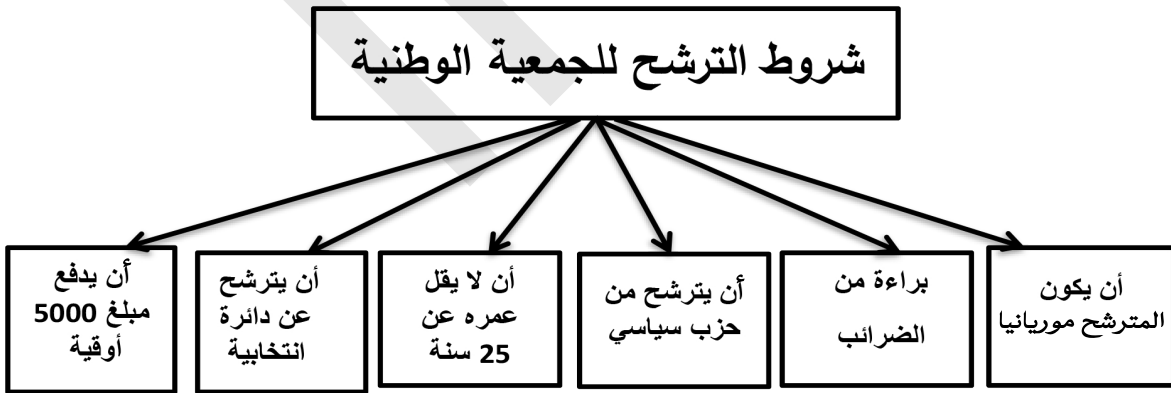 شروط الترشح للجمعية الوطنية
أن يكون
المترشح موريانيا
براءة من
الضرائب
أن يترشح من
حزب سياسي
أن لا يقل
عمره عن
25 سنة
أن يترشح
عن دائرة
انتخابية
أن يدفع
مبلغ 5000
أوقية